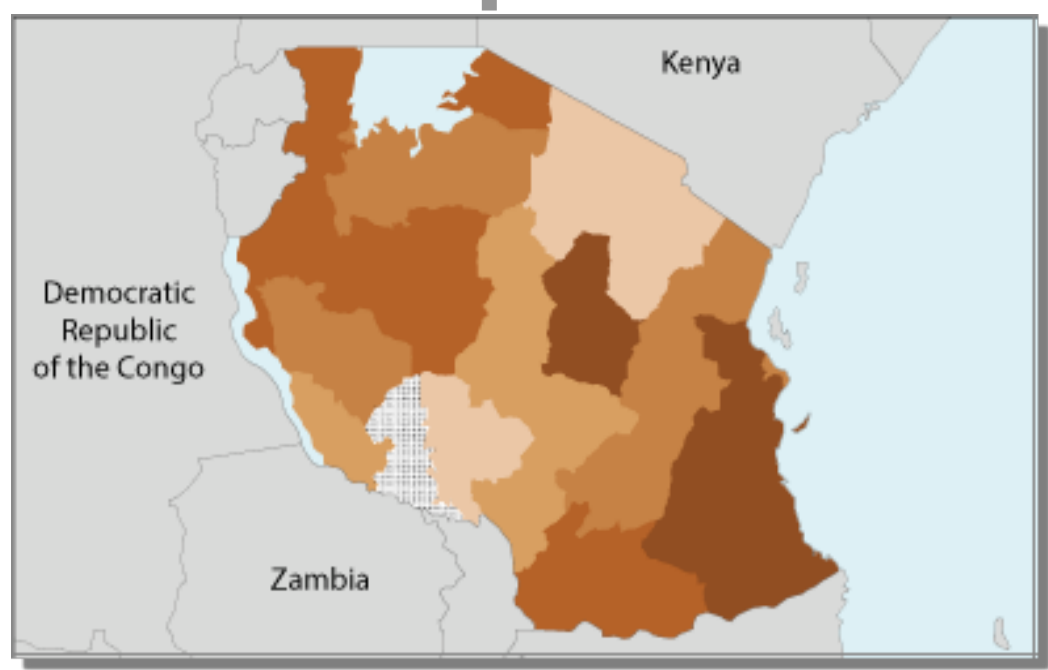 Kenya
Democratic
Republic
of the Congo
Zambia